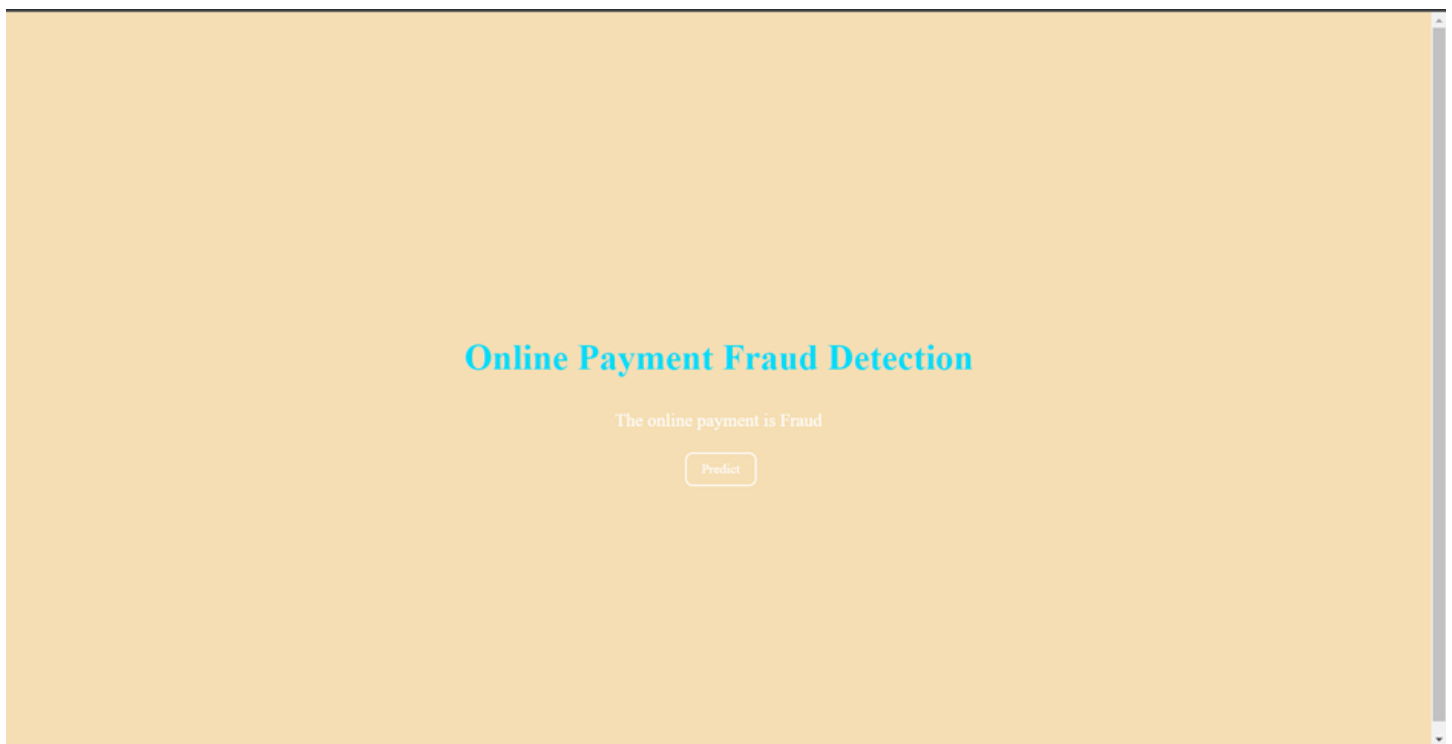 Online Payment Fraud Detection
The online payment is Fraud
Predict